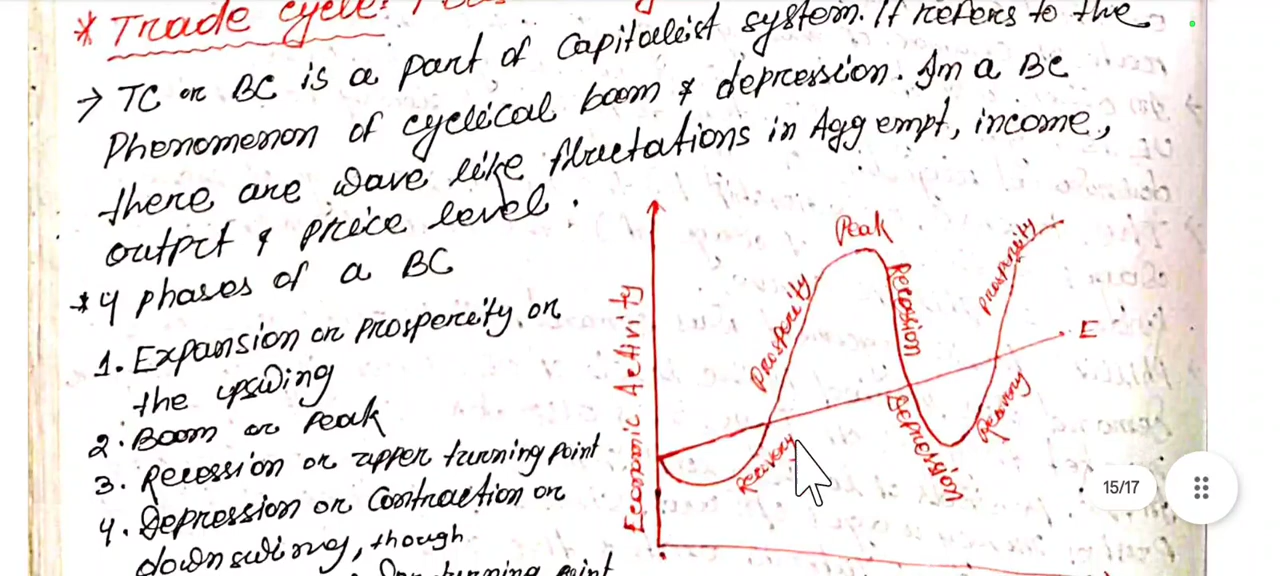 * Trade cycle:
→ TC or BC is a part of Capitalist system. It refers to the
Phenomenon of cyclical boom & depression. In a BC
there are wave like fluctations in Agg empt, income,
output & price level.
* 4 phases of a BC
1. Expansion or prosperity or
the upswing
2. Boom or Peak
3. Recession or upper turning point
4. Depression or Contraction or
downswing, though
turning point
Economic Activity
Recovery
Prosperity
Peak
Recession
Depression
Recovery
Prosperity
E
15/17